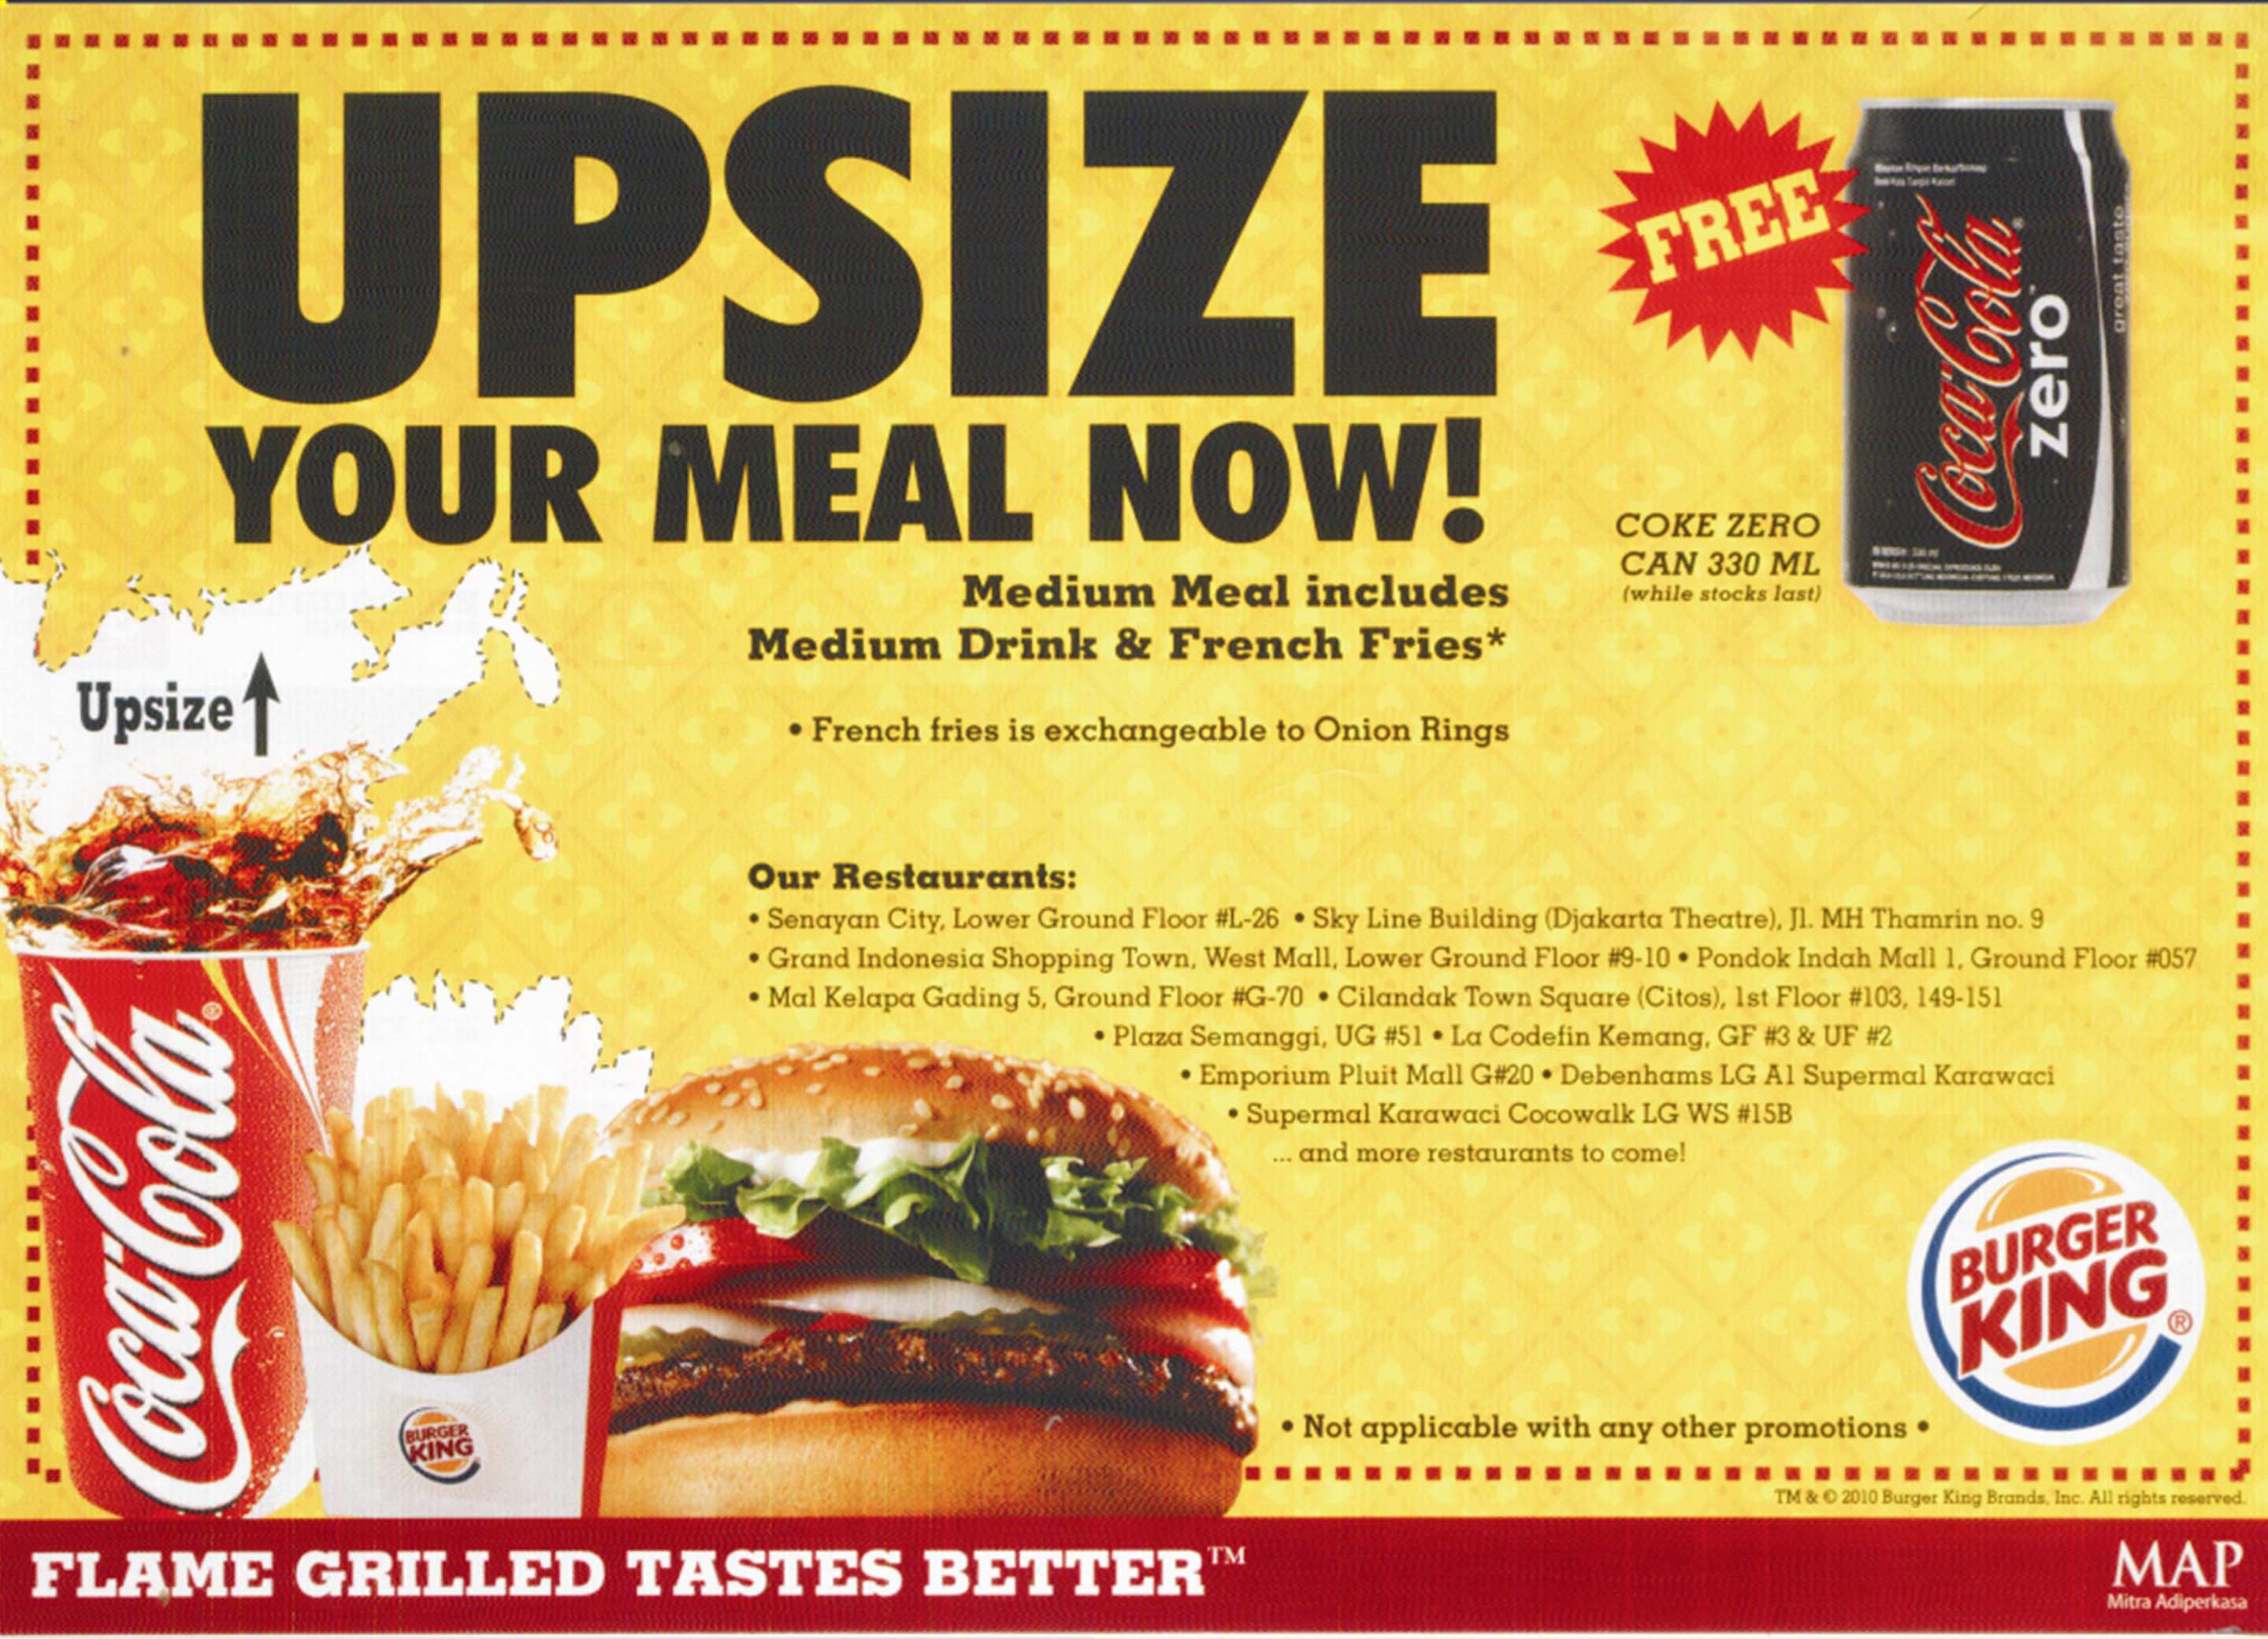 UPSIZE
YOUR MEAL NOW!
FREE
Coca-Cola
zero
great taste
COKE ZERO
CAN 330 ML
(while stocks last)
Medium Meal includes
Medium Drink & French Fries*
• French fries is exchangeable to Onion Rings
Upsize
Our Restaurants:
• Senayan City, Lower Ground Floor #L-26 • Sky Line Building (Djakarta Theatre), Jl. MH Thamrin no. 9
• Grand Indonesia Shopping Town, West Mall, Lower Ground Floor #9-10 • Pondok Indah Mall 1, Ground Floor #057
• Mal Kelapa Gading 5, Ground Floor #G-70 • Cilandak Town Square (Citos), 1st Floor #103, 149-151
• Plaza Semanggi, UG #51 • La Codefin Kemang, GF #3 & UF #2
• Emporium Pluit Mall G#20 • Debenhams LG A1 Supermal Karawaci
• Supermal Karawaci Cocowalk LG WS #15B
... and more restaurants to come!
Coca-Cola®
BURGER
KING
BURGER
KING®
• Not applicable with any other promotions •
TM & © 2010 Burger King Brands, Inc. All rights reserved.
FLAME GRILLED TASTES BETTER™
MAP
Mitra Adiperkasa